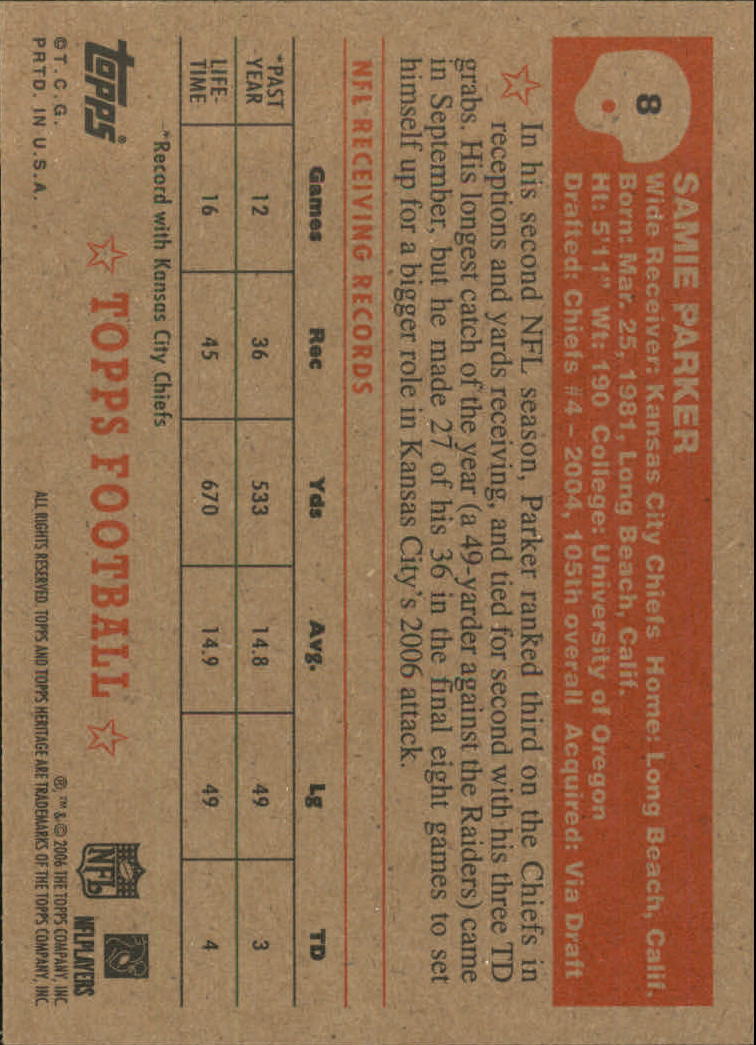 8
SAMIE PARKER
Wide Receiver: Kansas City Chiefs Home: Long Beach, Calif.
Born: Mar. 25, 1981, Long Beach, Calif.
Ht: 5'11" Wt: 190 College: University of Oregon
Drafted: Chiefs #4 – 2004, 105th overall Acquired: Via Draft
In his second NFL season, Parker ranked third on the Chiefs in
receptions and yards receiving, and tied for second with his three TD
grabs. His longest catch of the year (a 49-yarder against the Raiders) came
in September, but he made 27 of his 36 in the final eight games to set
himself up for a bigger role in Kansas City's 2006 attack.
NFL RECEIVING RECORDS
Games Rec Yds Avg. Lg TD
*PAST
YEAR 12 36 533 14.8 49 3
LIFE-
TIME 16 45 670 14.9 49 4
*Record with Kansas City Chiefs
topps®
TOPPS FOOTBALL
NFL
NFLPLAYERS
© T. C. G.
PRTD. IN U.S.A.
®, ™ & © 2006 THE TOPPS COMPANY, INC
ALL RIGHTS RESERVED. TOPPS AND TOPPS HERITAGE ARE TRADEMARKS OF THE TOPPS COMPANY, INC